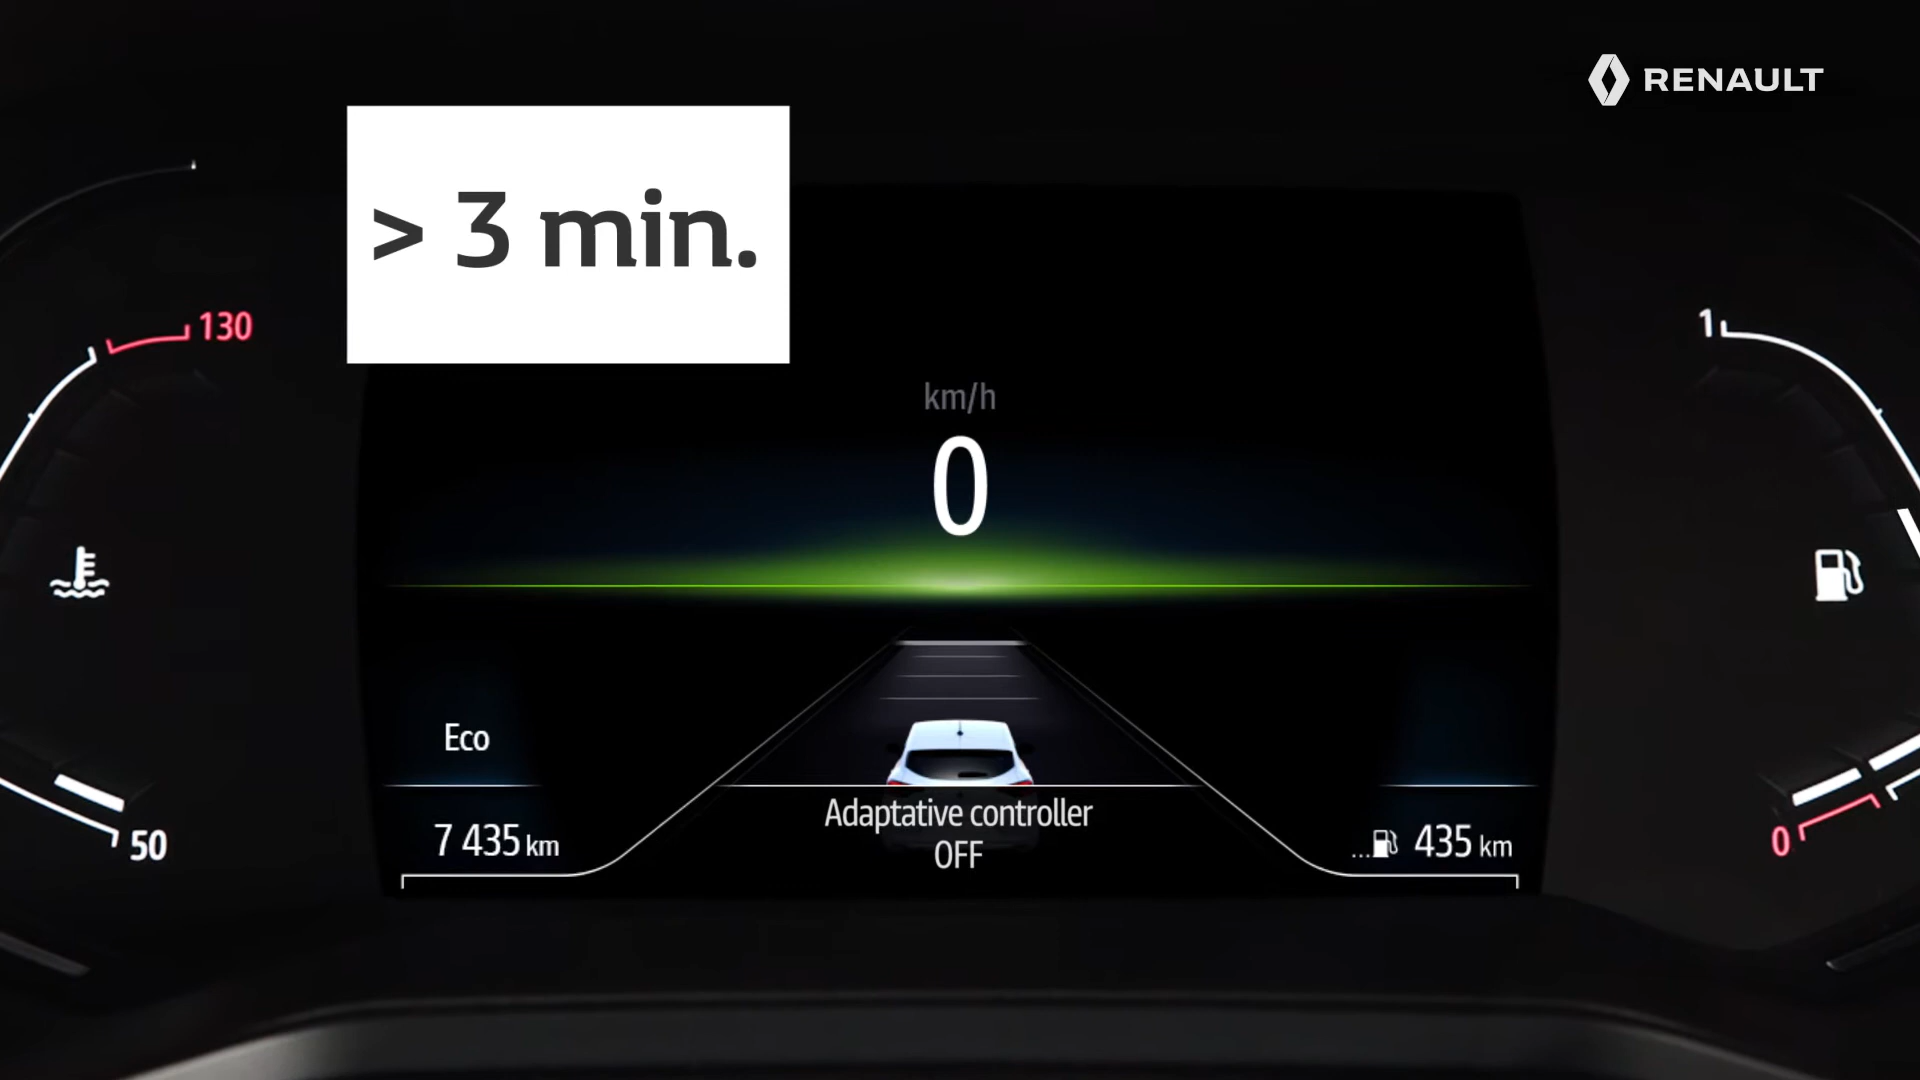 RENAULT
> 3 min.
130
1
km/h
0
Eco
Adaptative controller
OFF
7 435 km
... 435 km
50
0